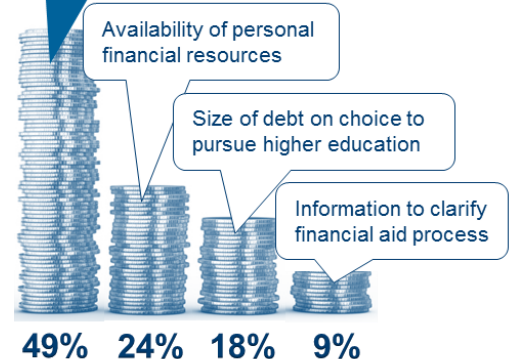 Availability of personal
financial resources
Size of debt on choice to
pursue higher education
Information to clarify
financial aid process
49% 24% 18% 9%